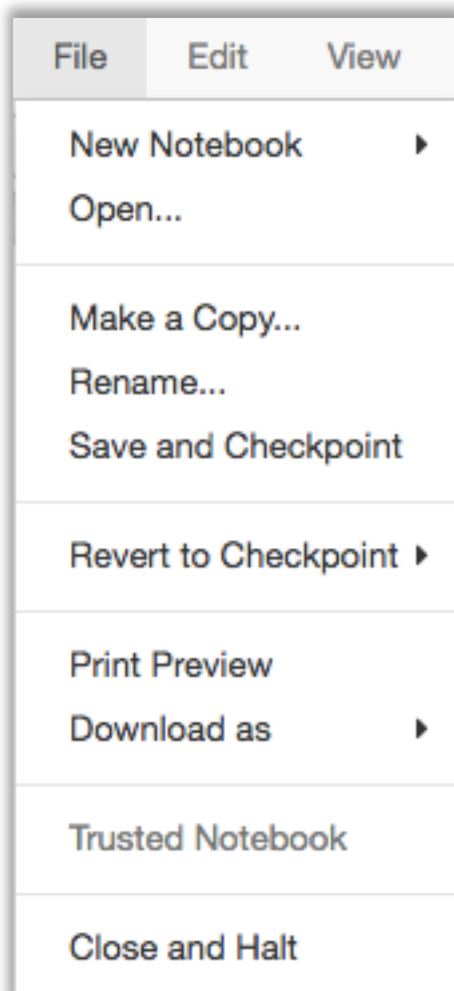 File Edit View
New Notebook
Open...
Make a Copy...
Rename...
Save and Checkpoint
Revert to Checkpoint
Print Preview
Download as
Trusted Notebook
Close and Halt